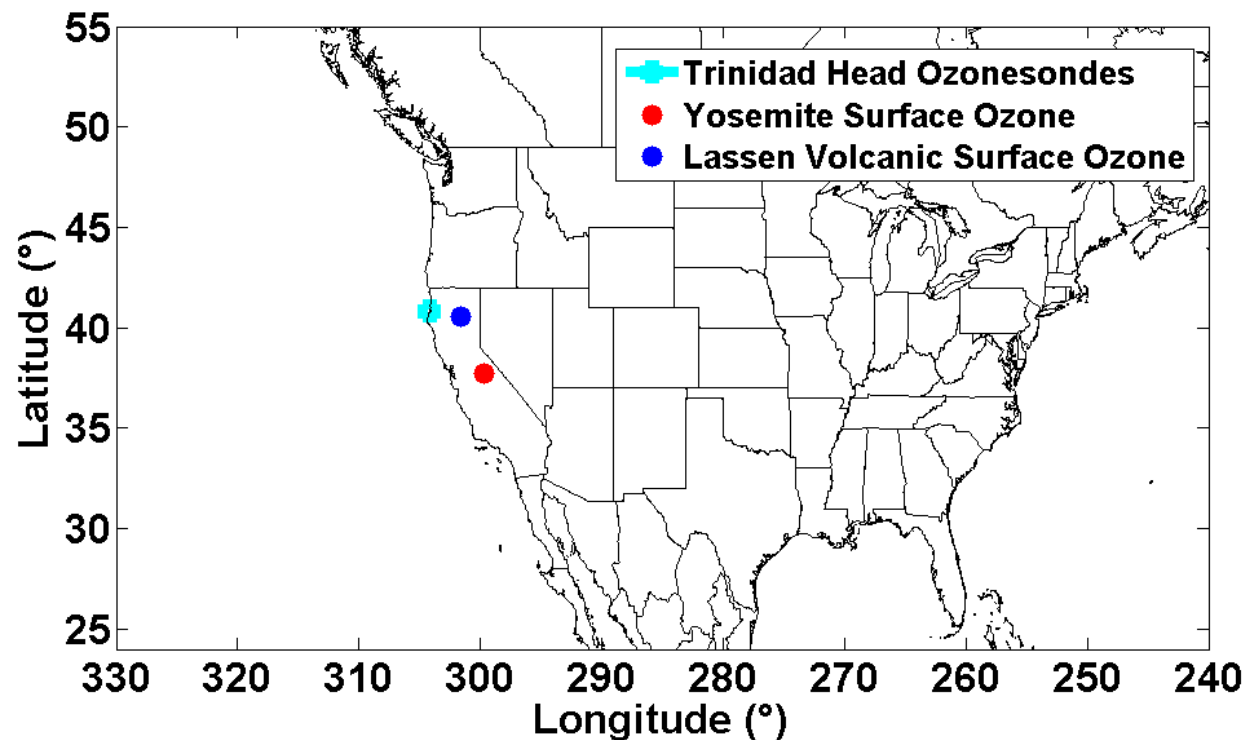 Trinidad Head Ozonesondes
Yosemite Surface Ozone
Lassen Volcanic Surface Ozone
55
50
45
40
35
30
25
Latitude (°)
330 320 310 300 290 280 270 260 250 240
Longitude (°)